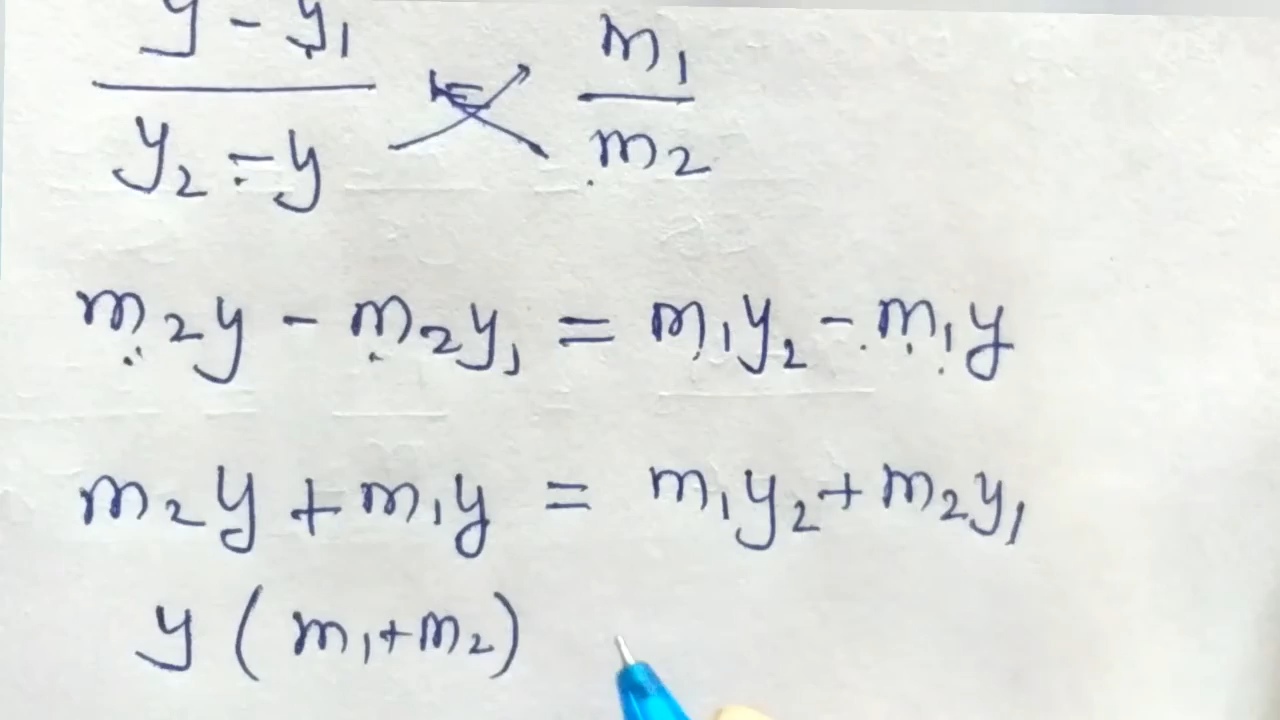 y - y₁ / y₂ - y = m₁ / m₂
m₂y - m₂y₁ = m₁y₂ - m₁y
m₂y + m₁y = m₁y₂ + m₂y₁
y ( m₁ + m₂ )